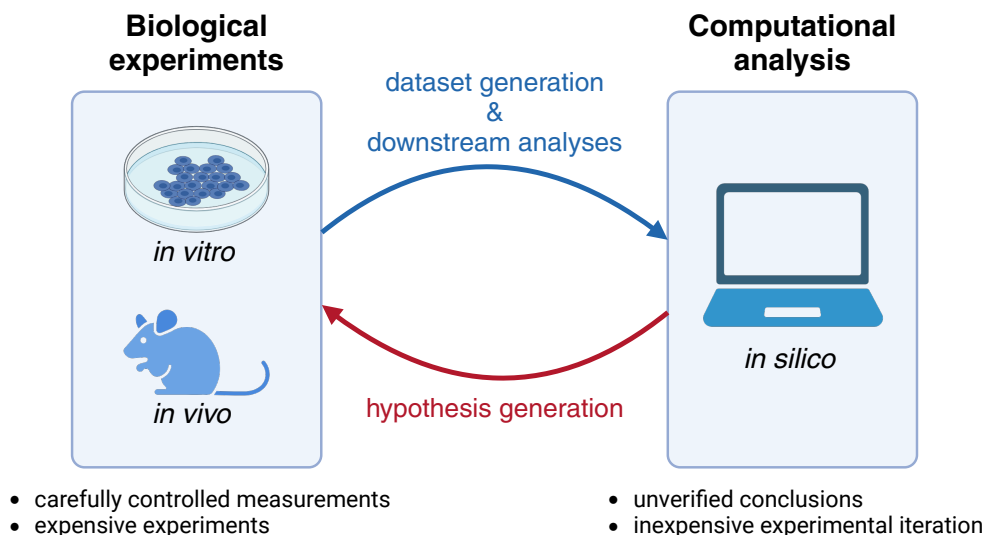 Biological
experiments
Computational
analysis
dataset generation
&
downstream analyses
in vitro
in vivo
in silico
hypothesis generation
• carefully controlled measurements
• expensive experiments
• unverified conclusions
• inexpensive experimental iteration